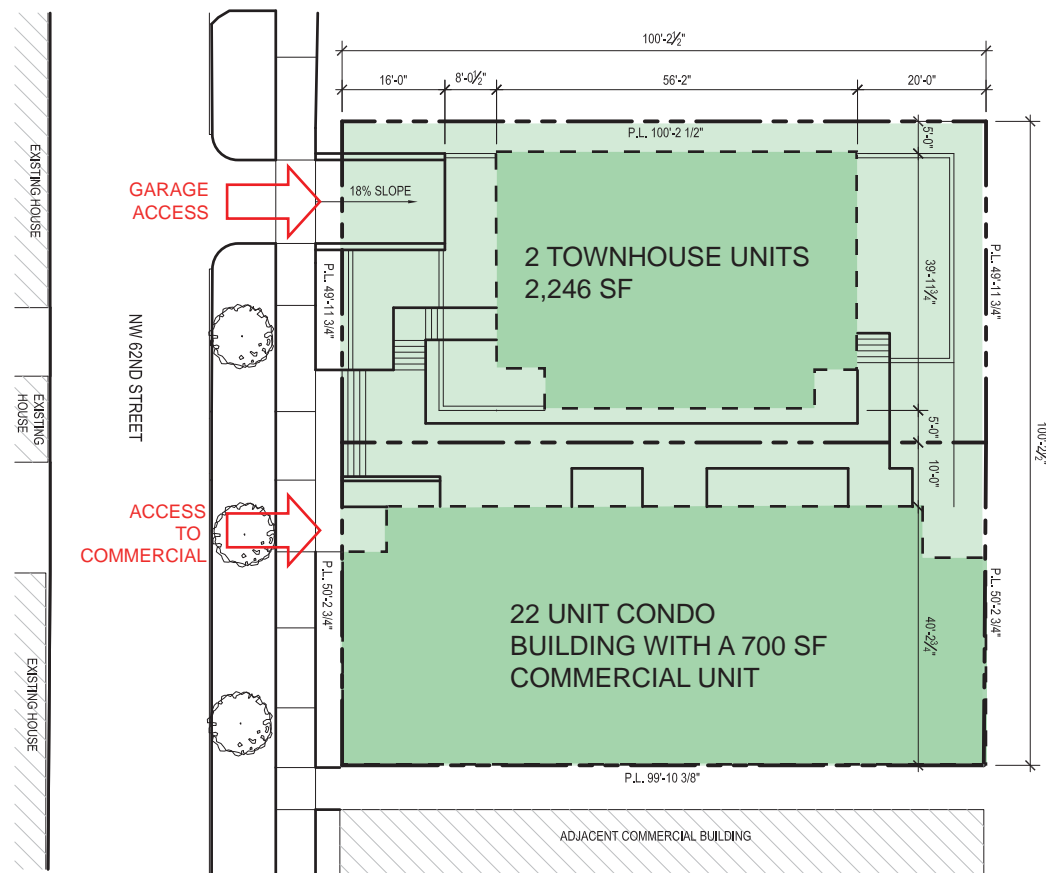 100'-2½"
16'-0"
8'-0½"
56'-2"
20'-0"
P.L. 100'-2 1/2"
5'-0"
EXISTING HOUSE
GARAGE
ACCESS
18% SLOPE
2 TOWNHOUSE UNITS
2,246 SF
P.L. 49'-11 3/4"
39'-11¾"
P.L. 49'-11 3/4"
NW 62ND STREET
EXISTING
HOUSE
5'-0"
100'-2½"
10'-0"
ACCESS
TO
COMMERCIAL
P.L. 50'-2 3/4"
22 UNIT CONDO
BUILDING WITH A 700 SF
COMMERCIAL UNIT
40'-2¾"
P.L. 50'-2 3/4"
EXISTING HOUSE
P.L. 99'-10 3/8"
ADJACENT COMMERCIAL BUILDING